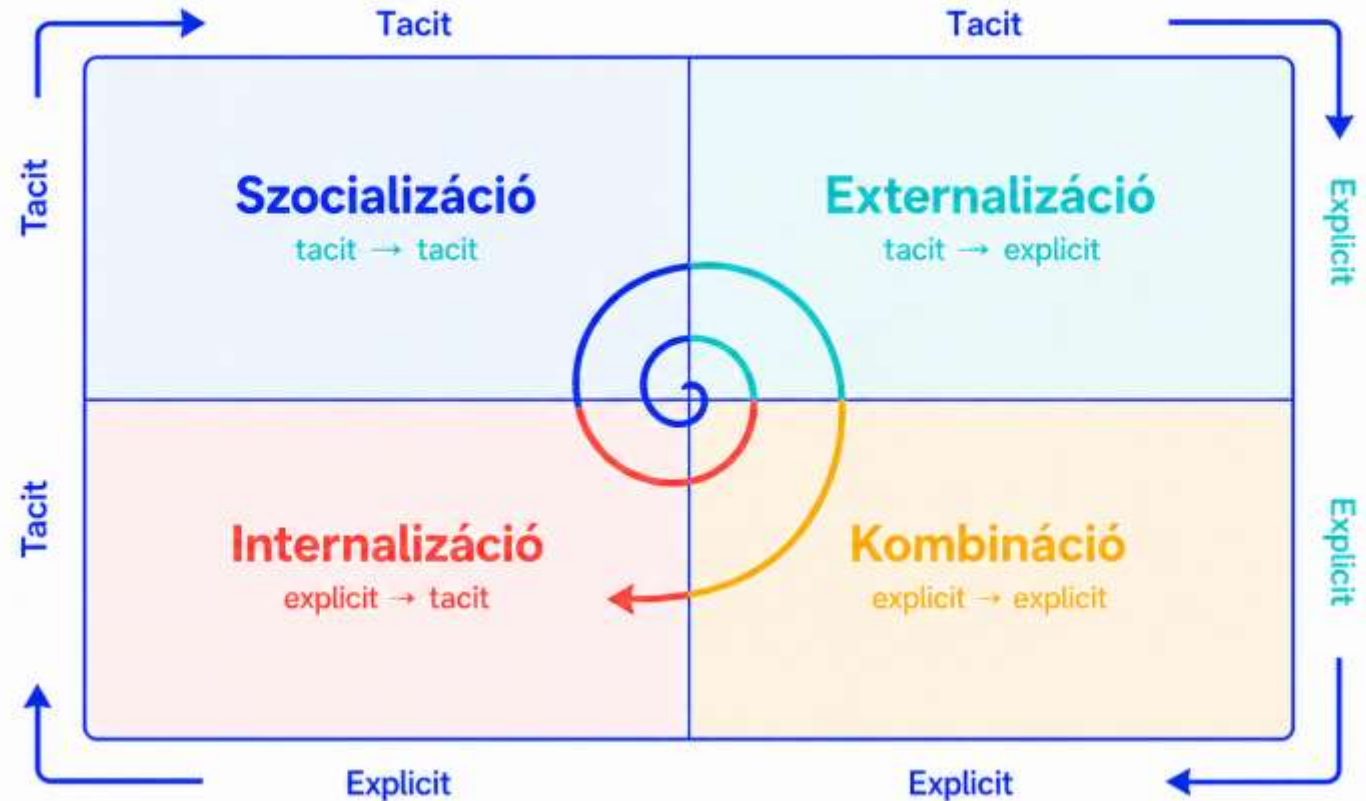 Tacit
Tacit
Tacit
Szocializáció
tacit → tacit
Externalizáció
tacit → explicit
Explicit
Tacit
Internalizáció
explicit → tacit
Kombináció
explicit → explicit
Explicit
Explicit
Explicit